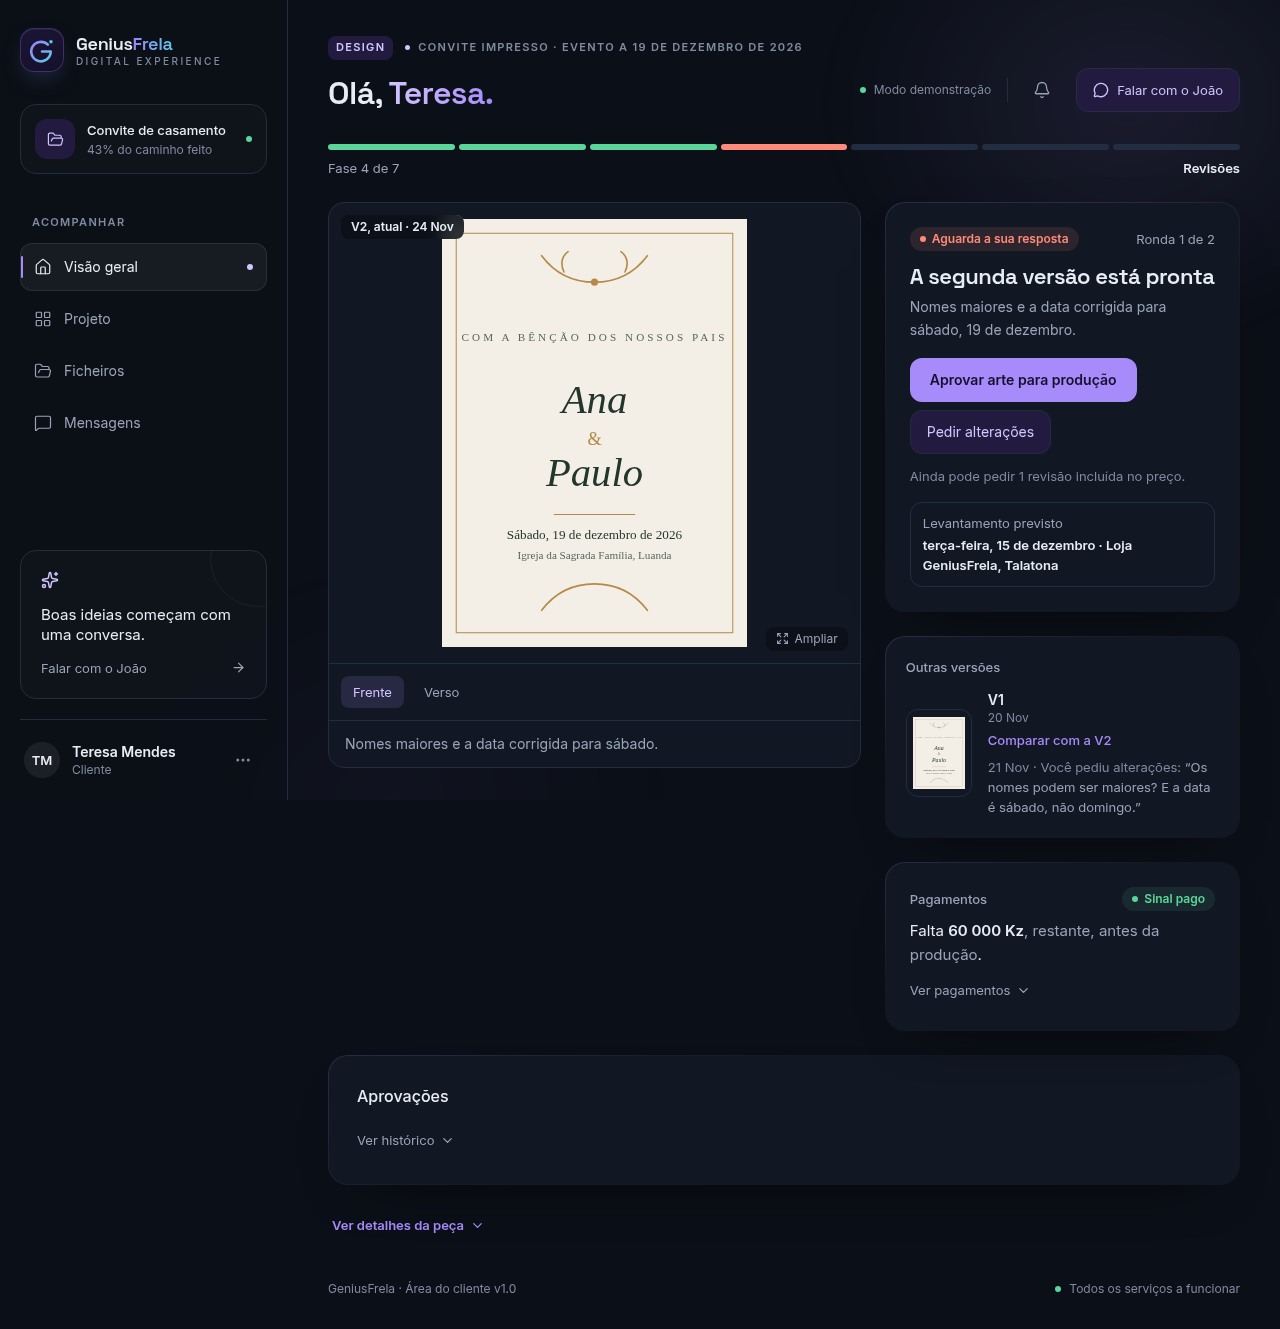 GeniusFrela
DIGITAL EXPERIENCE
Convite de casamento
43% do caminho feito
ACOMPANHAR
Visão geral
Projeto
Ficheiros
Mensagens
Boas ideias começam com
uma conversa.
Falar com o João
TM
Teresa Mendes
Cliente
DESIGN
CONVITE IMPRESSO · EVENTO A 19 DE DEZEMBRO DE 2026
Olá, Teresa.
Modo demonstração
Falar com o João
Fase 4 de 7
Revisões
V2, atual · 24 Nov
COM A BÊNÇÃO DOS NOSSOS PAIS
Ana
&
Paulo
Sábado, 19 de dezembro de 2026
Igreja da Sagrada Família, Luanda
Ampliar
Frente
Verso
Nomes maiores e a data corrigida para sábado.
Aguarda a sua resposta
Ronda 1 de 2
A segunda versão está pronta
Nomes maiores e a data corrigida para
sábado, 19 de dezembro.
Aprovar arte para produção
Pedir alterações
Ainda pode pedir 1 revisão incluída no preço.
Levantamento previsto
terça-feira, 15 de dezembro · Loja
GeniusFrela, Talatona
Outras versões
Ana
Paulo
V1
20 Nov
Comparar com a V2
21 Nov · Você pediu alterações: “Os
nomes podem ser maiores? E a data
é sábado, não domingo.”
Pagamentos
Sinal pago
Falta 60 000 Kz, restante, antes da
produção.
Ver pagamentos
Aprovações
Ver histórico
Ver detalhes da peça
GeniusFrela · Área do cliente v1.0
Todos os serviços a funcionar